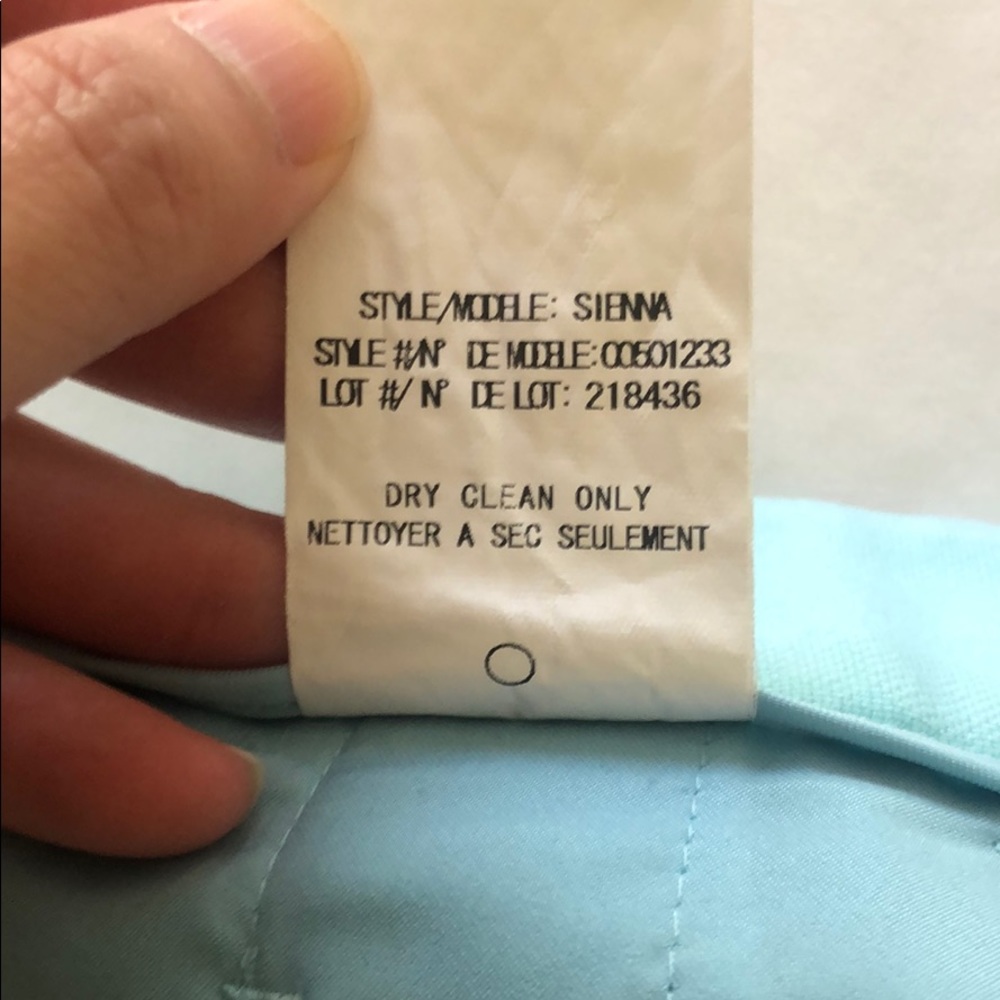 STYLE/MODELE: SIENNA
STYLE #/N° DE MODELE:00501233
LOT #/ N° DE LOT: 218436
DRY CLEAN ONLY
NETTOYER A SEC SEULEMENT